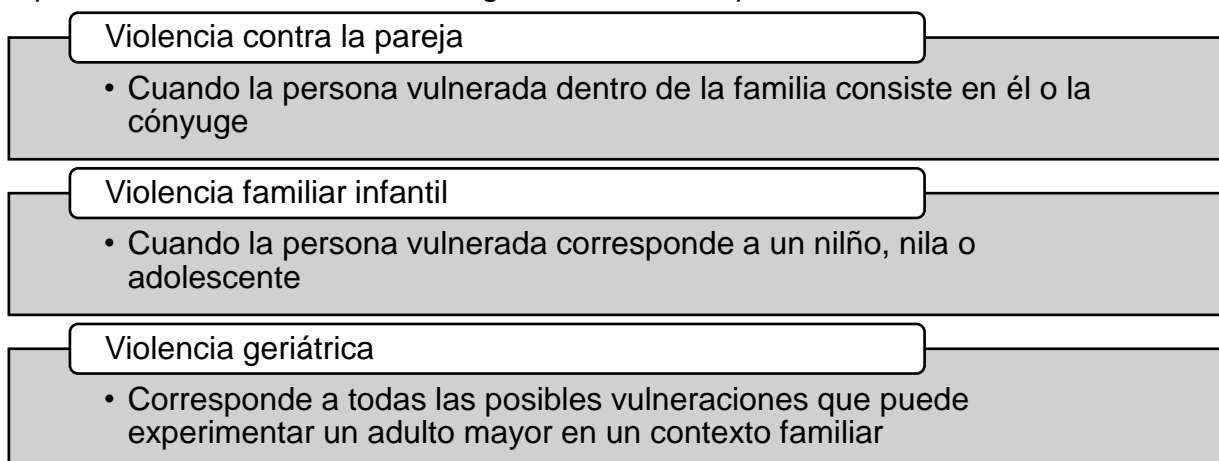 Violencia contra la pareja
• Cuando la persona vulnerada dentro de la familia consiste en él o la
cónyuge
Violencia familiar infantil
• Cuando la persona vulnerada corresponde a un nilño, nila o
adolescente
Violencia geriátrica
• Corresponde a todas las posibles vulneraciones que puede
experimentar un adulto mayor en un contexto familiar